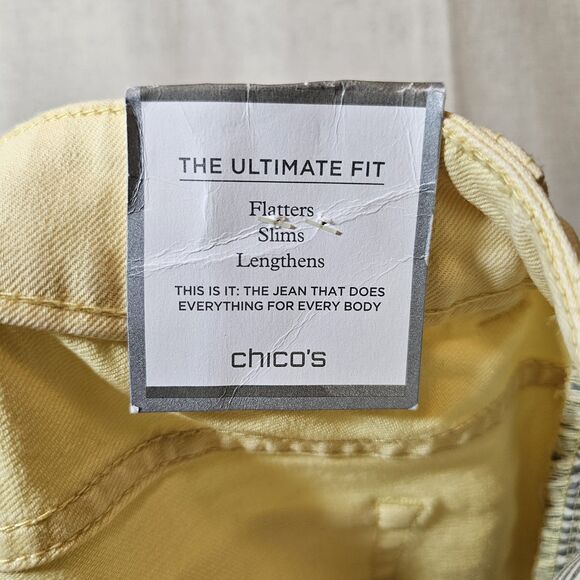 THE ULTIMATE FIT
Flatters
Slims
Lengthens
THIS IS IT: THE JEAN THAT DOES
EVERYTHING FOR EVERY BODY
chico's